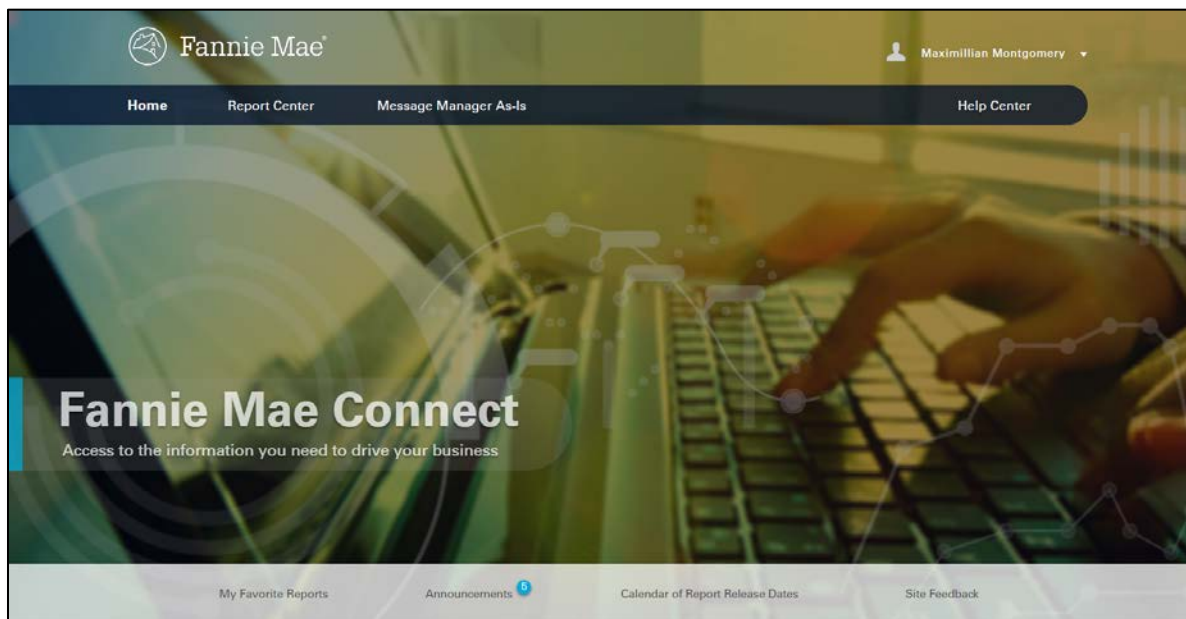 Fannie Mae®
Maximillian Montgomery
Home Report Center Message Manager As-Is Help Center
Fannie Mae Connect
Access to the information you need to drive your business
My Favorite Reports Announcements 5 Calendar of Report Release Dates Site Feedback